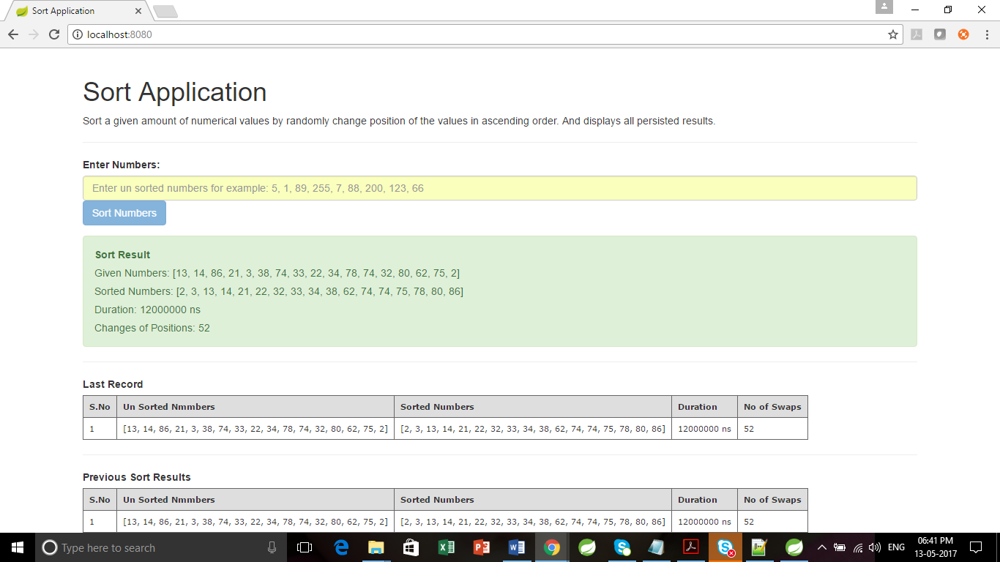 Sort Application
localhost:8080
Sort Application
Sort a given amount of numerical values by randomly change position of the values in ascending order. And displays all persisted results.
Enter Numbers:
Enter un sorted numbers for example: 5, 1, 89, 255, 7, 88, 200, 123, 66
Sort Numbers
Sort Result
Given Numbers: [13, 14, 86, 21, 3, 38, 74, 33, 22, 34, 78, 74, 32, 80, 62, 75, 2]
Sorted Numbers: [2, 3, 13, 14, 21, 22, 32, 33, 34, 38, 62, 74, 74, 75, 78, 80, 86]
Duration: 12000000 ns
Changes of Positions: 52
Last Record
S.No Un Sorted Nmmbers Sorted Numbers Duration No of Swaps
1 [13, 14, 86, 21, 3, 38, 74, 33, 22, 34, 78, 74, 32, 80, 62, 75, 2] [2, 3, 13, 14, 21, 22, 32, 33, 34, 38, 62, 74, 74, 75, 78, 80, 86] 12000000 ns 52
Previous Sort Results
S.No Un Sorted Nmmbers Sorted Numbers Duration No of Swaps
1 [13, 14, 86, 21, 3, 38, 74, 33, 22, 34, 78, 74, 32, 80, 62, 75, 2] [2, 3, 13, 14, 21, 22, 32, 33, 34, 38, 62, 74, 74, 75, 78, 80, 86] 12000000 ns 52
Type here to search
ENG
06:41 PM
13-05-2017